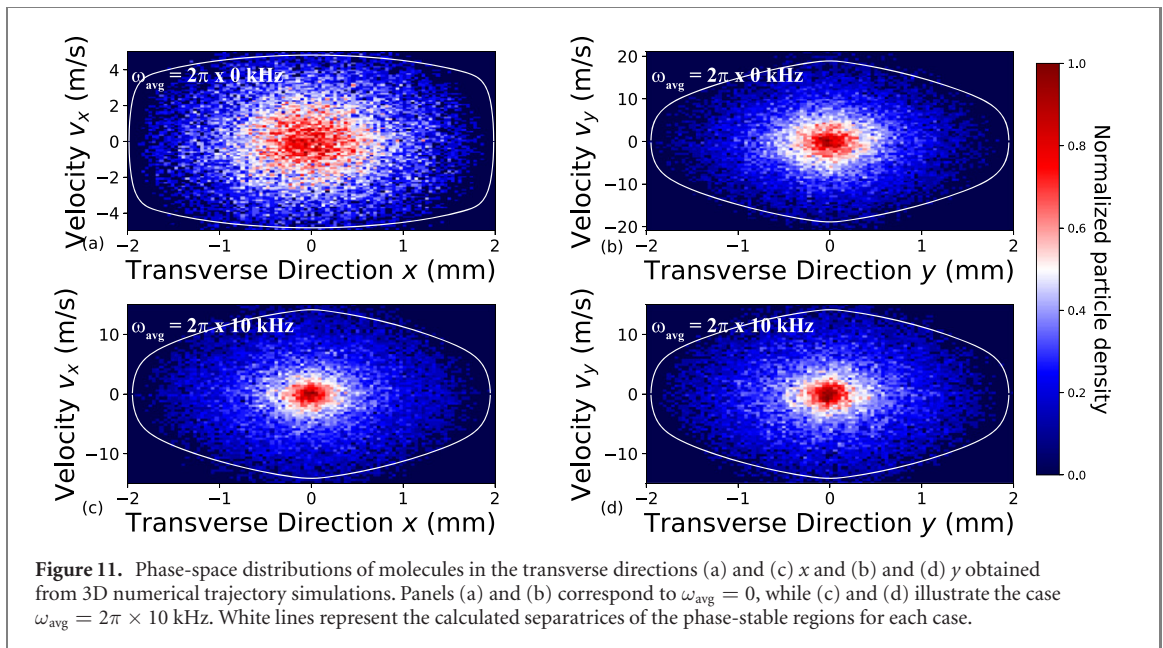 ω_avg = 2π x 0 kHz
Velocity v_x (m/s)
4
2
0
−2
−4
(a)
−2 −1 0 1 2
Transverse Direction x (mm)
ω_avg = 2π x 0 kHz
Velocity v_y (m/s)
20
10
0
−10
−20
(b)
−2 −1 0 1 2
Transverse Direction y (mm)
ω_avg = 2π x 10 kHz
Velocity v_x (m/s)
10
0
−10
(c)
−2 −1 0 1 2
Transverse Direction x (mm)
ω_avg = 2π x 10 kHz
Velocity v_y (m/s)
10
0
−10
(d)
−2 −1 0 1 2
Transverse Direction y (mm)
1.0
0.8
0.6
0.4
0.2
0.0
Normalized particle density
Figure 11. Phase-space distributions of molecules in the transverse directions (a) and (c) x and (b) and (d) y obtained
from 3D numerical trajectory simulations. Panels (a) and (b) correspond to ω_avg = 0, while (c) and (d) illustrate the case
ω_avg = 2π × 10 kHz. White lines represent the calculated separatrices of the phase-stable regions for each case.